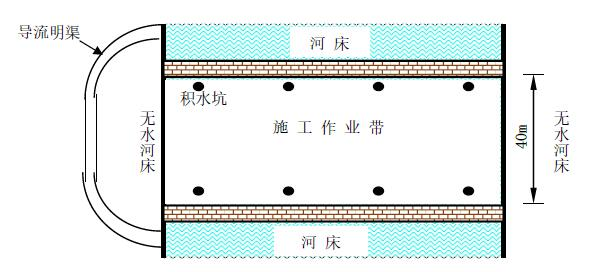 导流明渠
河 床
积水坑
无水河床
施 工 作 业 带
40m
无水河床
河 床